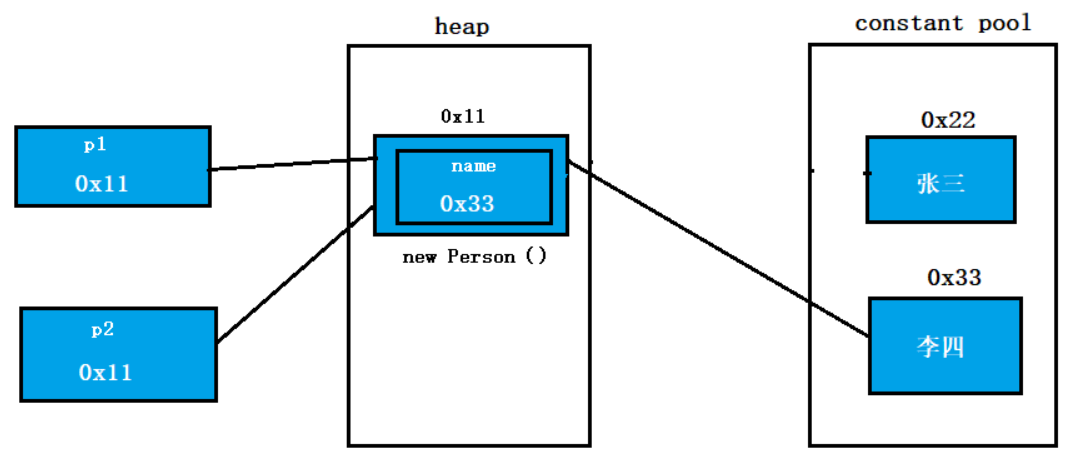 heap
constant pool
p1
0x11
0x11
name
0x33
new Person ()
0x22
张三
p2
0x11
0x33
李四